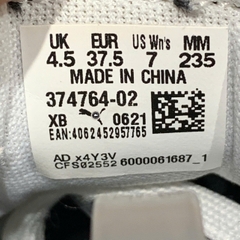 UK EUR US Wn's MM
4.5 37.5 7 235
MADE IN CHINA
374764-02
XB 0621
EAN:4062452957765
AD x4Y3V
CFS02552 6000061687_1